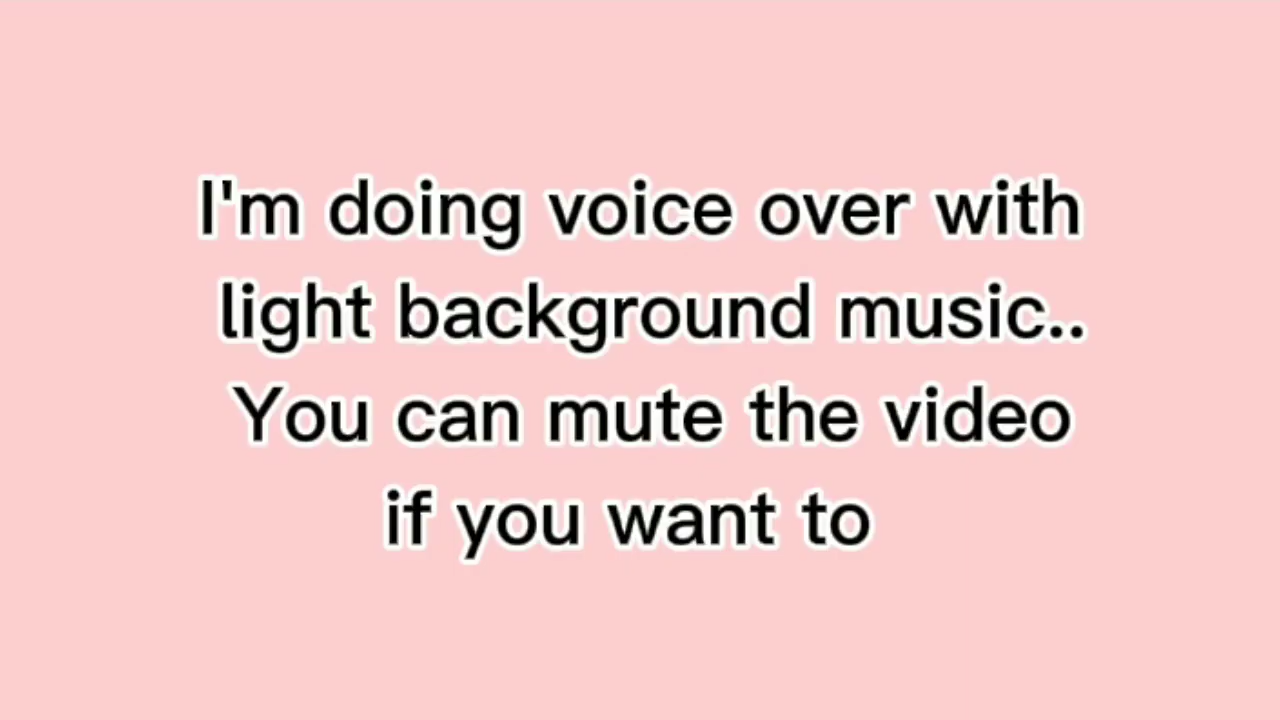 I'm doing voice over with
light background music..
You can mute the video
if you want to